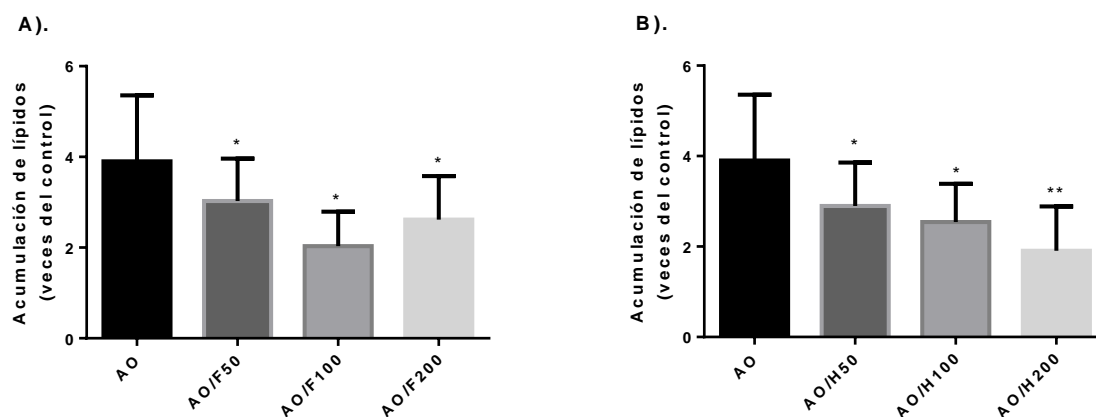 A).
Acumulación de lípidos
(veces del control)
6
4
2
0
*
*
*
AO
AO/F50
AO/F100
AO/F200
B).
Acumulación de lípidos
(veces del control)
6
4
2
0
*
*
**
AO
AO/H50
AO/H100
AO/H200